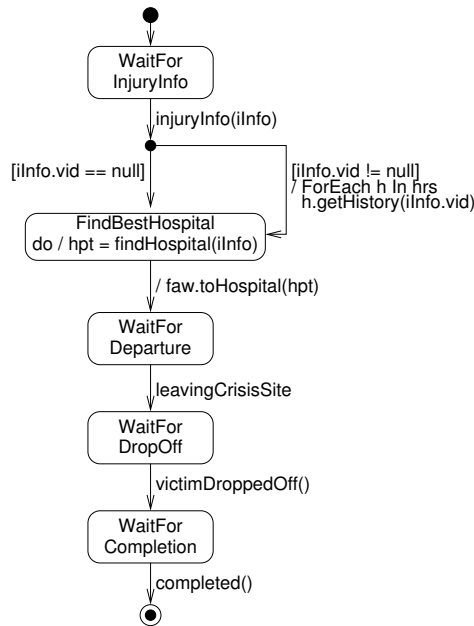 WaitFor
InjuryInfo
injuryInfo(iInfo)
[iInfo.vid == null]
[iInfo.vid != null]
/ ForEach h In hrs
h.getHistory(iInfo.vid)
FindBestHospital
do / hpt = findHospital(iInfo)
/ faw.toHospital(hpt)
WaitFor
Departure
leavingCrisisSite
WaitFor
DropOff
victimDroppedOff()
WaitFor
Completion
completed()